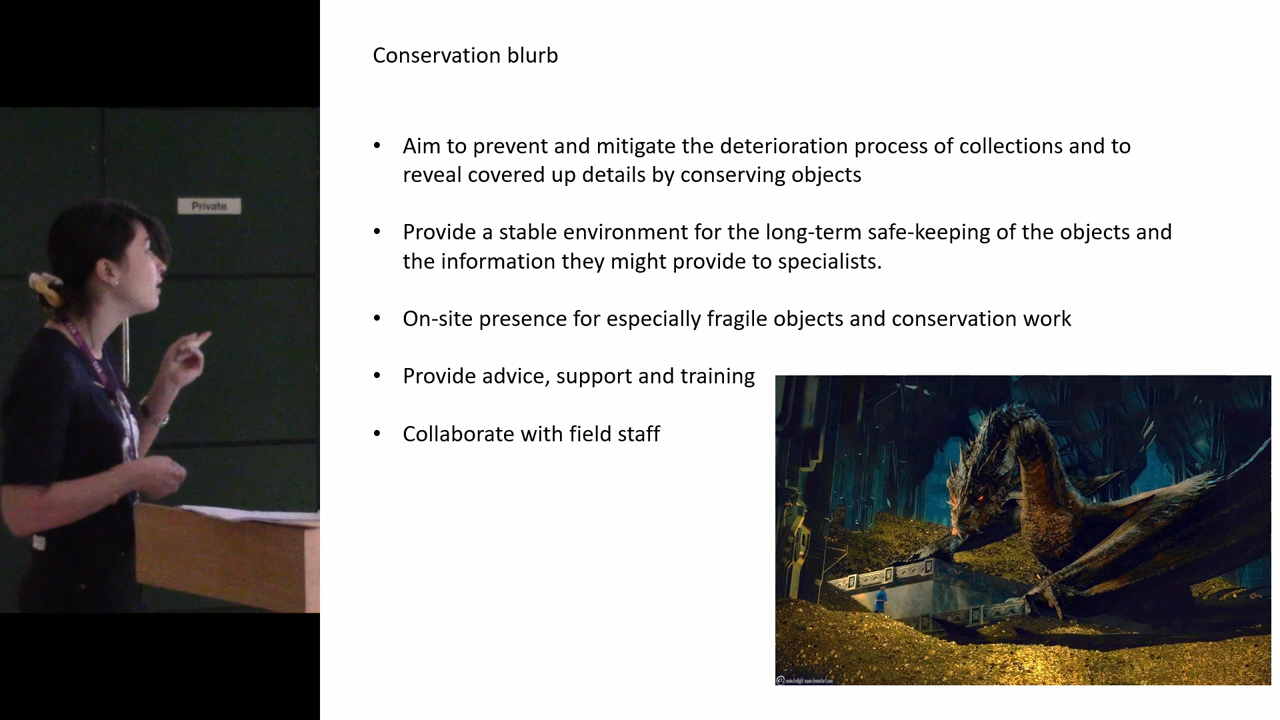 Conservation blurb
Private
• Aim to prevent and mitigate the deterioration process of collections and to
reveal covered up details by conserving objects
• Provide a stable environment for the long-term safe-keeping of the objects and
the information they might provide to specialists.
• On-site presence for especially fragile objects and conservation work
• Provide advice, support and training
• Collaborate with field staff